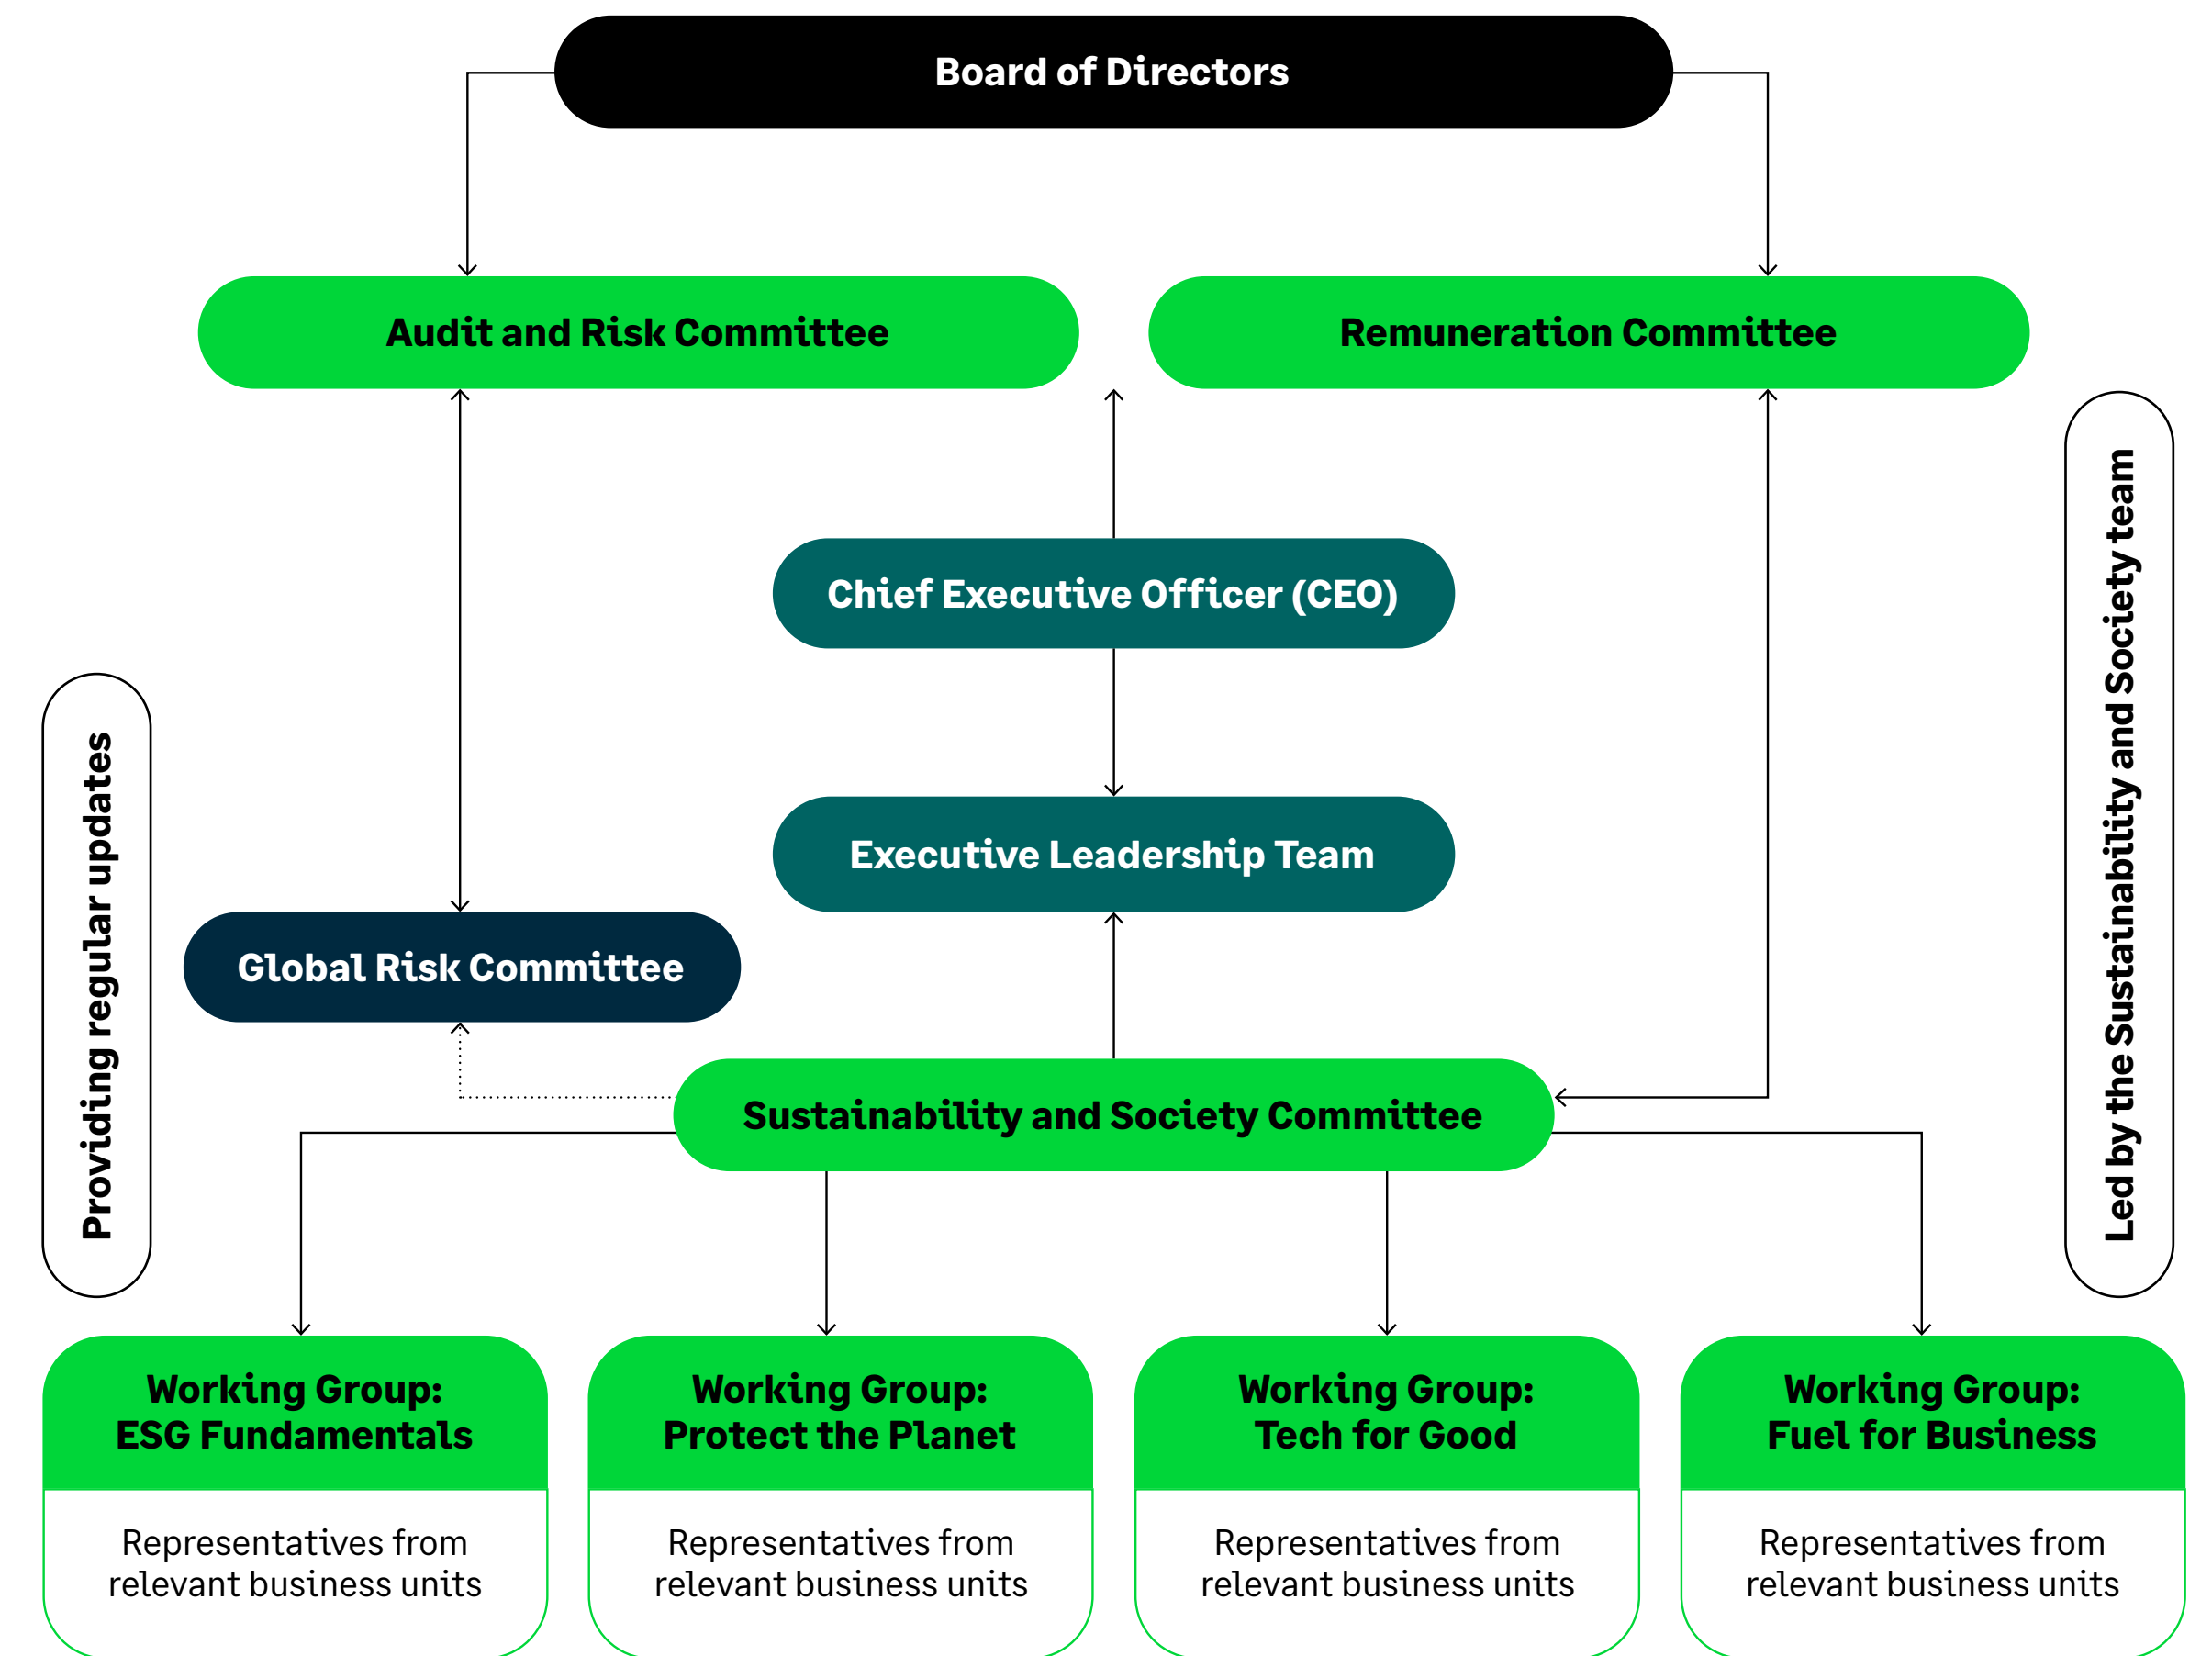 Board of Directors
Audit and Risk Committee
Remuneration Committee
Chief Executive Officer (CEO)
Executive Leadership Team
Global Risk Committee
Sustainability and Society Committee
Providing regular updates
Led by the Sustainability and Society team
Working Group:
ESG Fundamentals
Representatives from
relevant business units
Working Group:
Protect the Planet
Representatives from
relevant business units
Working Group:
Tech for Good
Representatives from
relevant business units
Working Group:
Fuel for Business
Representatives from
relevant business units